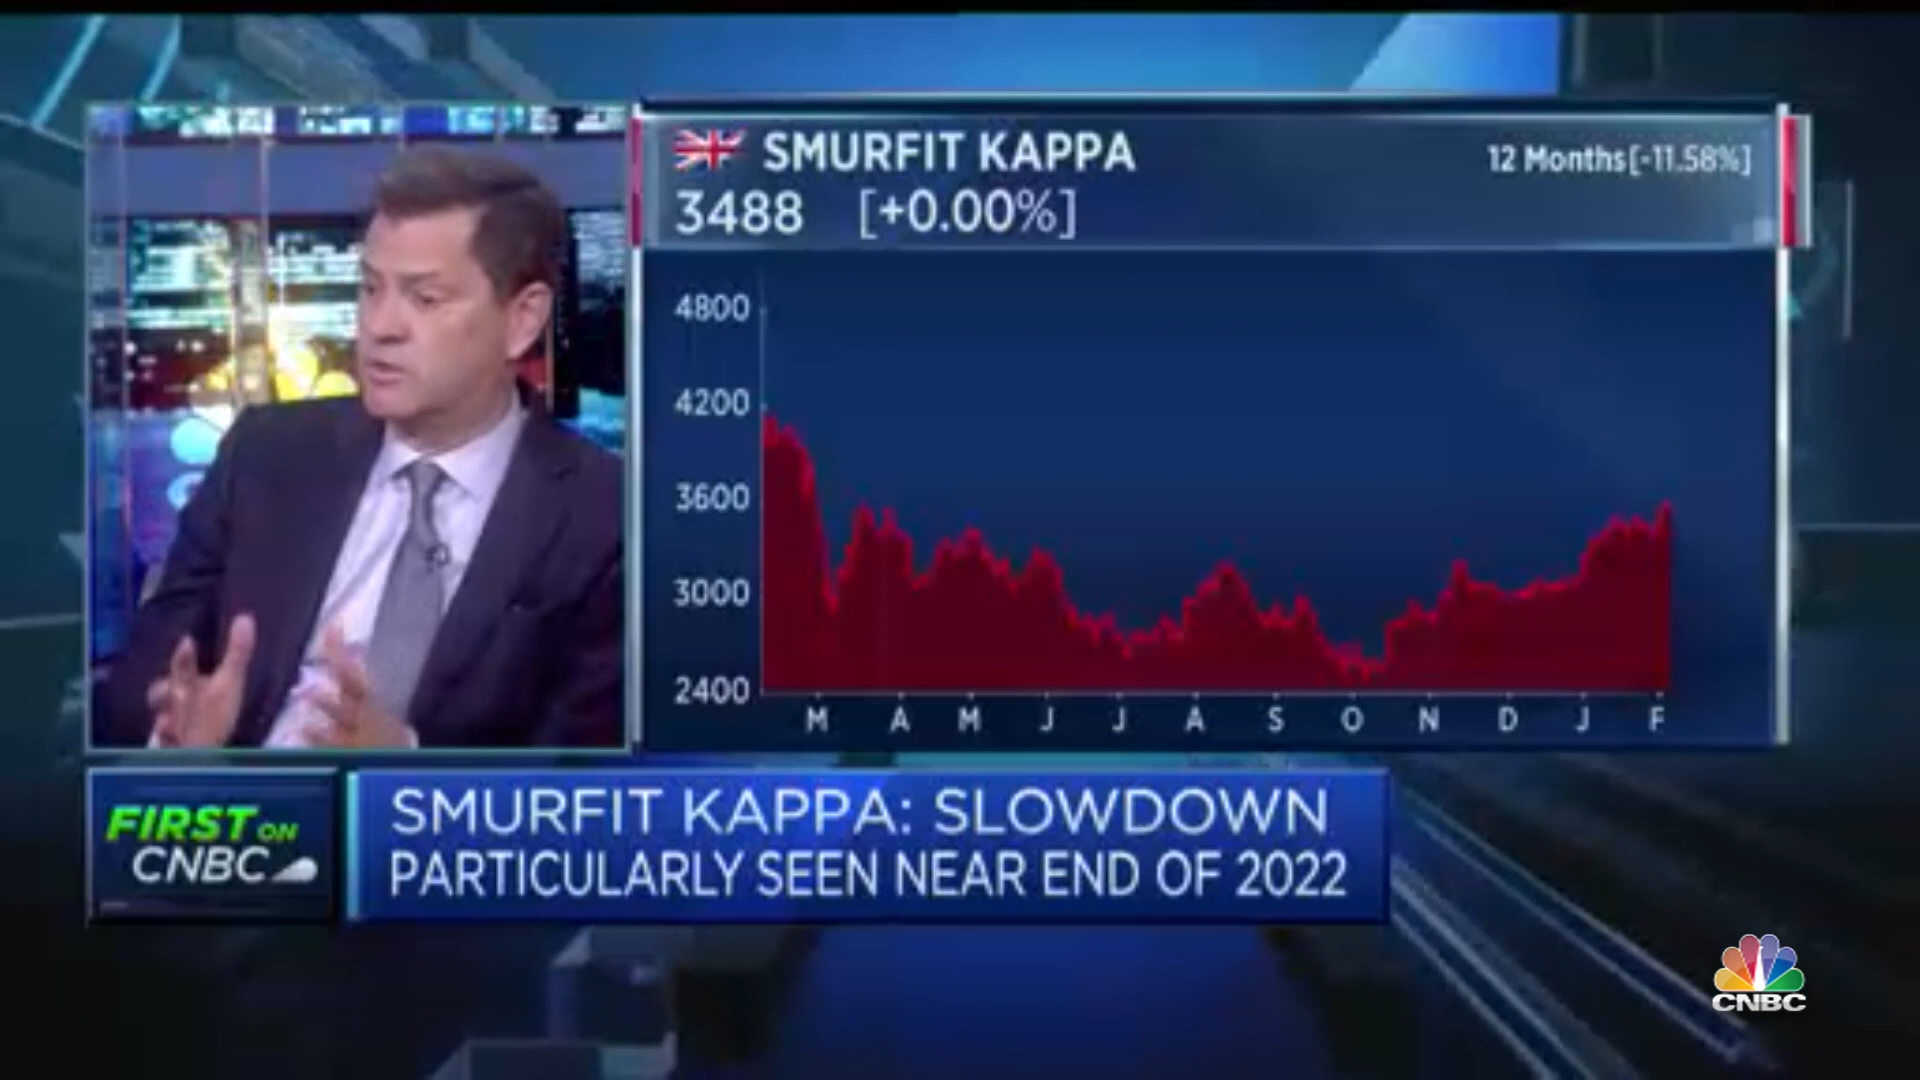 SMURFIT KAPPA
12 Months [-11.58%]
3488 [+0.00%]
4800
4200
3600
3000
2400
M A M J J A S O N D J F
FIRST ON
CNBC
SMURFIT KAPPA: SLOWDOWN
PARTICULARLY SEEN NEAR END OF 2022
CNBC